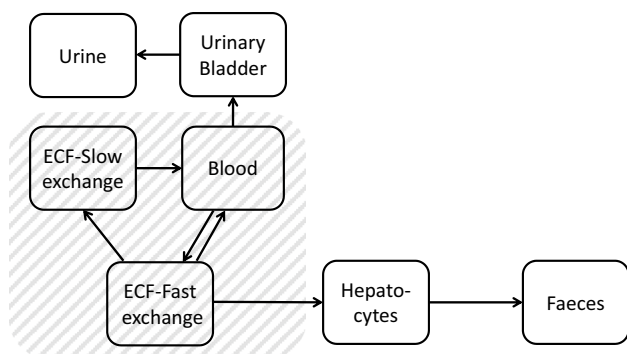 Urine
Urinary
Bladder
ECF-Slow
exchange
Blood
ECF-Fast
exchange
Hepato-
cytes
Faeces